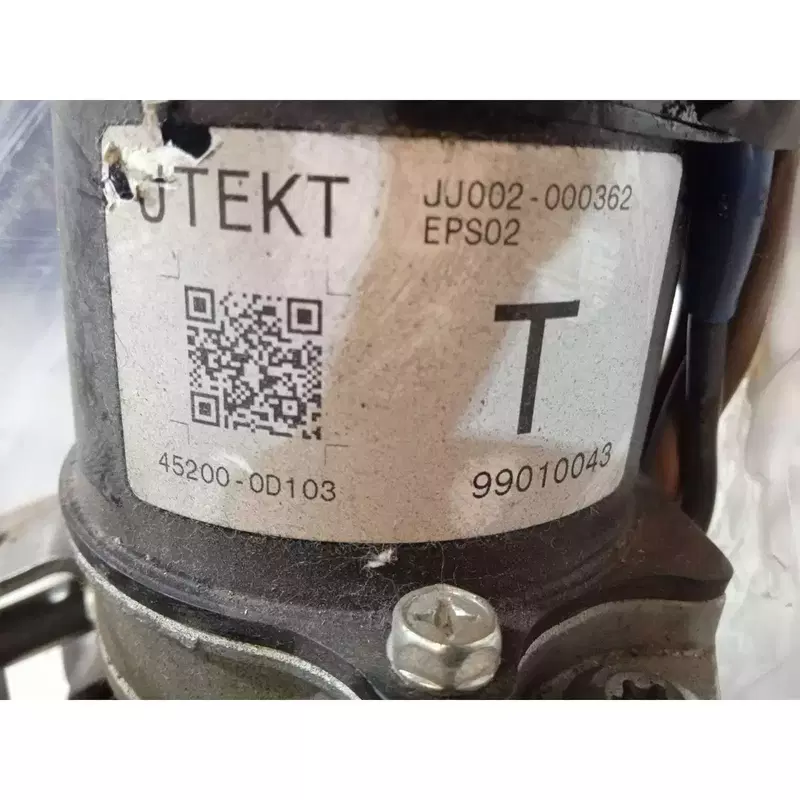 JTEKT
JJ002-000362
EPS02
T
45200-0D103
99010043